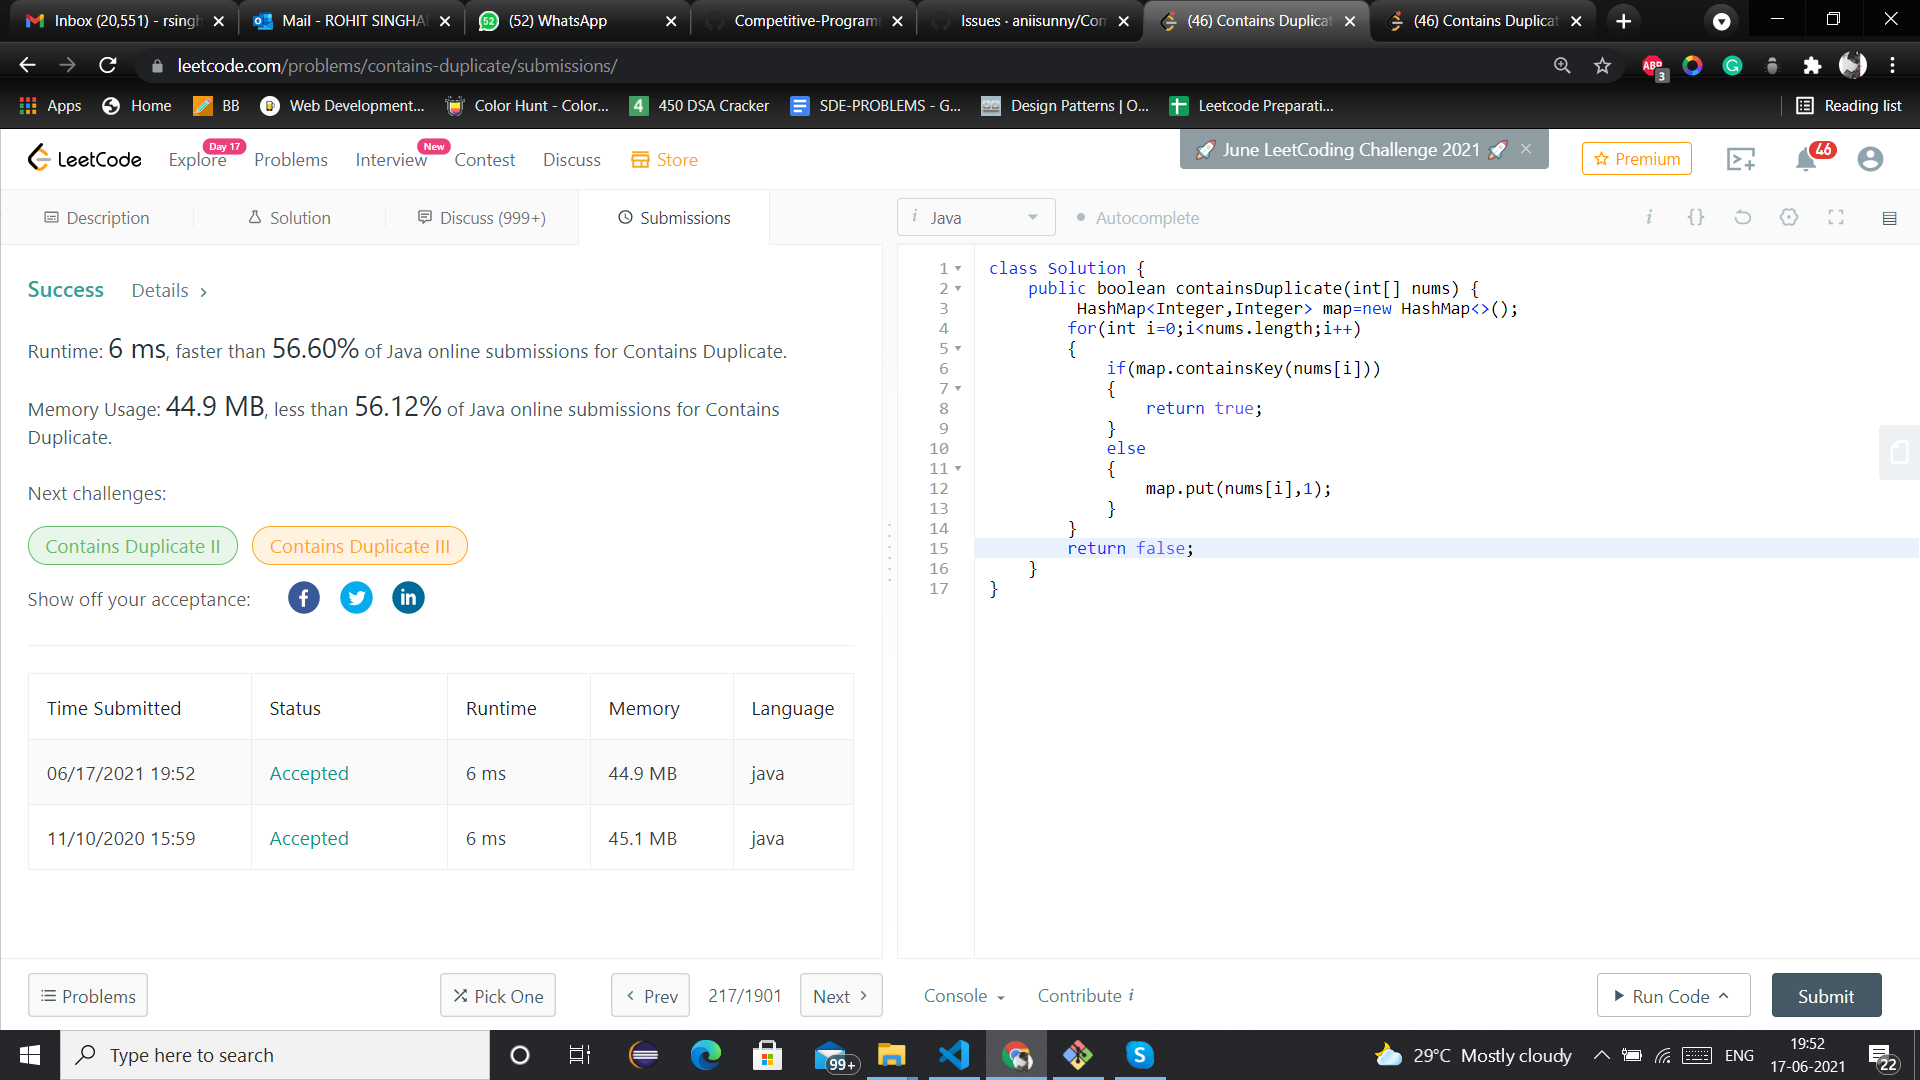 Inbox (20,551) - rsingh
Mail - ROHIT SINGHAL
(52) WhatsApp
Competitive-Programm
Issues · aniisunny/Com
(46) Contains Duplicat
(46) Contains Duplicat
leetcode.com/problems/contains-duplicate/submissions/
ABP
3
Apps
Home
BB
Web Development...
Color Hunt - Color...
450 DSA Cracker
SDE-PROBLEMS - G...
Design Patterns | O...
Leetcode Preparati...
Reading list
LeetCode
Explore
Day 17
Problems
Interview
New
Contest
Discuss
Store
June LeetCoding Challenge 2021
Premium
46
Description
Solution
Discuss (999+)
Submissions
i Java
Autocomplete
Success
Details
Runtime: 6 ms, faster than 56.60% of Java online submissions for Contains Duplicate.
Memory Usage: 44.9 MB, less than 56.12% of Java online submissions for Contains
Duplicate.
Next challenges:
Contains Duplicate II
Contains Duplicate III
Show off your acceptance:
Time Submitted Status Runtime Memory Language
06/17/2021 19:52 Accepted 6 ms 44.9 MB java
11/10/2020 15:59 Accepted 6 ms 45.1 MB java
1 class Solution {
2 public boolean containsDuplicate(int[] nums) {
3 HashMap<Integer,Integer> map=new HashMap<>();
4 for(int i=0;i<nums.length;i++)
5 {
6 if(map.containsKey(nums[i]))
7 {
8 return true;
9 }
10 else
11 {
12 map.put(nums[i],1);
13 }
14 }
15 return false;
16 }
17 }
Problems
Pick One
Prev
217/1901
Next
Console
Contribute i
Run Code
Submit
Type here to search
99+
29°C Mostly cloudy
ENG
19:52
17-06-2021
22